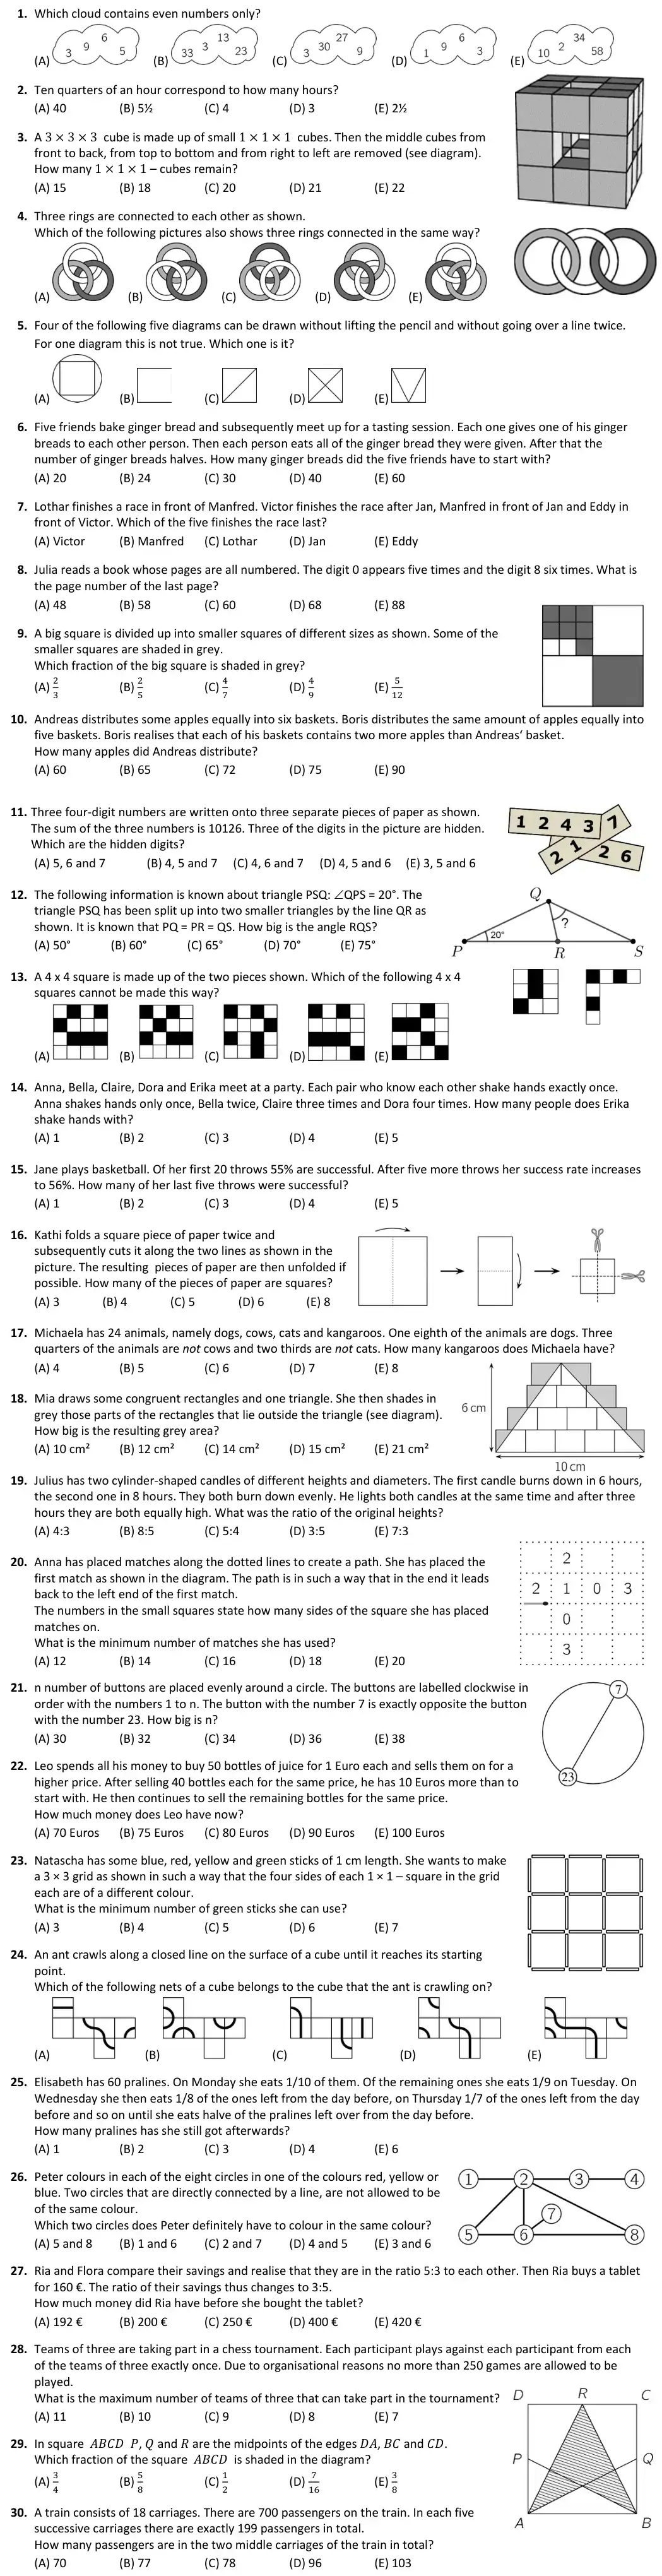 1. Which cloud contains even numbers only?
(A) 3 9 6 5 (B) 33 3 13 23 (C) 3 30 27 9 (D) 1 9 6 3 (E) 10 2 34 58
2. Ten quarters of an hour correspond to how many hours?
(A) 40 (B) 5½ (C) 4 (D) 3 (E) 2½
3. A 3 × 3 × 3 cube is made up of small 1 × 1 × 1 cubes. Then the middle cubes from
front to back, from top to bottom and from right to left are removed (see diagram).
How many 1 × 1 × 1 – cubes remain?
(A) 15 (B) 18 (C) 20 (D) 21 (E) 22
4. Three rings are connected to each other as shown.
Which of the following pictures also shows three rings connected in the same way?
(A) (B) (C) (D) (E)
5. Four of the following five diagrams can be drawn without lifting the pencil and without going over a line twice.
For one diagram this is not true. Which one is it?
(A) (B) (C) (D) (E)
6. Five friends bake ginger bread and subsequently meet up for a tasting session. Each one gives one of his ginger
breads to each other person. Then each person eats all of the ginger bread they were given. After that the
number of ginger breads halves. How many ginger breads did the five friends have to start with?
(A) 20 (B) 24 (C) 30 (D) 40 (E) 60
7. Lothar finishes a race in front of Manfred. Victor finishes the race after Jan, Manfred in front of Jan and Eddy in
front of Victor. Which of the five finishes the race last?
(A) Victor (B) Manfred (C) Lothar (D) Jan (E) Eddy
8. Julia reads a book whose pages are all numbered. The digit 0 appears five times and the digit 8 six times. What is
the page number of the last page?
(A) 48 (B) 58 (C) 60 (D) 68 (E) 88
9. A big square is divided up into smaller squares of different sizes as shown. Some of the
smaller squares are shaded in grey.
Which fraction of the big square is shaded in grey?
(A) 2/3 (B) 2/5 (C) 4/7 (D) 4/9 (E) 5/12
10. Andreas distributes some apples equally into six baskets. Boris distributes the same amount of apples equally into
five baskets. Boris realises that each of his baskets contains two more apples than Andreas‘ basket.
How many apples did Andreas distribute?
(A) 60 (B) 65 (C) 72 (D) 75 (E) 90
11. Three four-digit numbers are written onto three separate pieces of paper as shown.
The sum of the three numbers is 10126. Three of the digits in the picture are hidden.
Which are the hidden digits?
(A) 5, 6 and 7 (B) 4, 5 and 7 (C) 4, 6 and 7 (D) 4, 5 and 6 (E) 3, 5 and 6
1 2 4 3 7
2 1 2 6
12. The following information is known about triangle PSQ: ∠QPS = 20°. The
triangle PSQ has been split up into two smaller triangles by the line QR as
shown. It is known that PQ = PR = QS. How big is the angle RQS?
(A) 50° (B) 60° (C) 65° (D) 70° (E) 75°
Q
?
20°
P R S
13. A 4 x 4 square is made up of the two pieces shown. Which of the following 4 x 4
squares cannot be made this way?
(A) (B) (C) (D) (E)
14. Anna, Bella, Claire, Dora and Erika meet at a party. Each pair who know each other shake hands exactly once.
Anna shakes hands only once, Bella twice, Claire three times and Dora four times. How many people does Erika
shake hands with?
(A) 1 (B) 2 (C) 3 (D) 4 (E) 5
15. Jane plays basketball. Of her first 20 throws 55% are successful. After five more throws her success rate increases
to 56%. How many of her last five throws were successful?
(A) 1 (B) 2 (C) 3 (D) 4 (E) 5
16. Kathi folds a square piece of paper twice and
subsequently cuts it along the two lines as shown in the
picture. The resulting pieces of paper are then unfolded if
possible. How many of the pieces of paper are squares?
(A) 3 (B) 4 (C) 5 (D) 6 (E) 8
17. Michaela has 24 animals, namely dogs, cows, cats and kangaroos. One eighth of the animals are dogs. Three
quarters of the animals are not cows and two thirds are not cats. How many kangaroos does Michaela have?
(A) 4 (B) 5 (C) 6 (D) 7 (E) 8
18. Mia draws some congruent rectangles and one triangle. She then shades in
grey those parts of the rectangles that lie outside the triangle (see diagram).
How big is the resulting grey area?
(A) 10 cm² (B) 12 cm² (C) 14 cm² (D) 15 cm² (E) 21 cm²
6 cm
10 cm
19. Julius has two cylinder-shaped candles of different heights and diameters. The first candle burns down in 6 hours,
the second one in 8 hours. They both burn down evenly. He lights both candles at the same time and after three
hours they are both equally high. What was the ratio of the original heights?
(A) 4:3 (B) 8:5 (C) 5:4 (D) 3:5 (E) 7:3
20. Anna has placed matches along the dotted lines to create a path. She has placed the
first match as shown in the diagram. The path is in such a way that in the end it leads
back to the left end of the first match.
The numbers in the small squares state how many sides of the square she has placed
matches on.
What is the minimum number of matches she has used?
(A) 12 (B) 14 (C) 16 (D) 18 (E) 20
2
2 1 0 3
0
3
21. n number of buttons are placed evenly around a circle. The buttons are labelled clockwise in
order with the numbers 1 to n. The button with the number 7 is exactly opposite the button
with the number 23. How big is n?
(A) 30 (B) 32 (C) 34 (D) 36 (E) 38
7
23
22. Leo spends all his money to buy 50 bottles of juice for 1 Euro each and sells them on for a
higher price. After selling 40 bottles each for the same price, he has 10 Euros more than to
start with. He then continues to sell the remaining bottles for the same price.
How much money does Leo have now?
(A) 70 Euros (B) 75 Euros (C) 80 Euros (D) 90 Euros (E) 100 Euros
23. Natascha has some blue, red, yellow and green sticks of 1 cm length. She wants to make
a 3 × 3 grid as shown in such a way that the four sides of each 1 × 1 – square in the grid
each are of a different colour.
What is the minimum number of green sticks she can use?
(A) 3 (B) 4 (C) 5 (D) 6 (E) 7
24. An ant crawls along a closed line on the surface of a cube until it reaches its starting
point.
Which of the following nets of a cube belongs to the cube that the ant is crawling on?
(A) (B) (C) (D) (E)
25. Elisabeth has 60 pralines. On Monday she eats 1/10 of them. Of the remaining ones she eats 1/9 on Tuesday. On
Wednesday she then eats 1/8 of the ones left from the day before, on Thursday 1/7 of the ones left from the day
before and so on until she eats halve of the pralines left over from the day before.
How many pralines has she still got afterwards?
(A) 1 (B) 2 (C) 3 (D) 4 (E) 6
26. Peter colours in each of the eight circles in one of the colours red, yellow or
blue. Two circles that are directly connected by a line, are not allowed to be
of the same colour.
Which two circles does Peter definitely have to colour in the same colour?
(A) 5 and 8 (B) 1 and 6 (C) 2 and 7 (D) 4 and 5 (E) 3 and 6
1 2 3 4
7
5 6 8
27. Ria and Flora compare their savings and realise that they are in the ratio 5:3 to each other. Then Ria buys a tablet
for 160 €. The ratio of their savings thus changes to 3:5.
How much money did Ria have before she bought the tablet?
(A) 192 € (B) 200 € (C) 250 € (D) 400 € (E) 420 €
28. Teams of three are taking part in a chess tournament. Each participant plays against each participant from each
of the teams of three exactly once. Due to organisational reasons no more than 250 games are allowed to be
played.
What is the maximum number of teams of three that can take part in the tournament?
(A) 11 (B) 10 (C) 9 (D) 8 (E) 7
29. In square ABCD P, Q and R are the midpoints of the edges DA, BC and CD.
Which fraction of the square ABCD is shaded in the diagram?
(A) 3/4 (B) 5/8 (C) 1/2 (D) 7/16 (E) 3/8
D R C
P Q
A B
30. A train consists of 18 carriages. There are 700 passengers on the train. In each five
successive carriages there are exactly 199 passengers in total.
How many passengers are in the two middle carriages of the train in total?
(A) 70 (B) 77 (C) 78 (D) 96 (E) 103